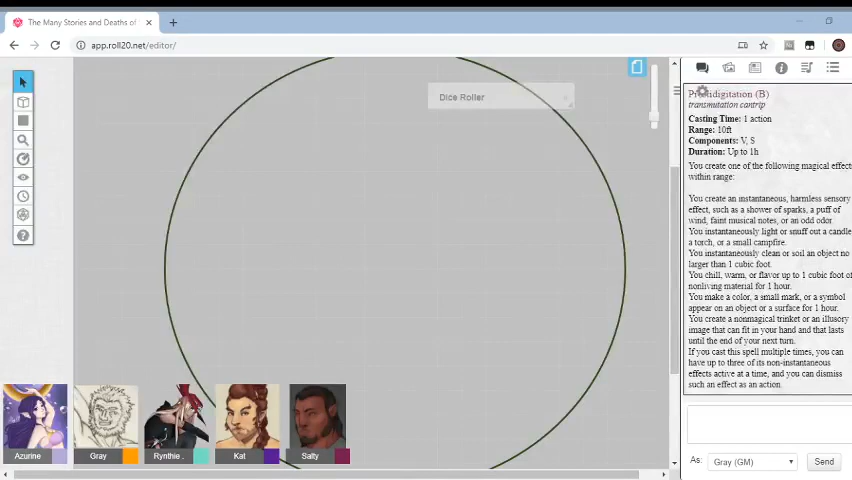 The Many Stories and Deaths of
app.roll20.net/editor/
Dice Roller
Prestidigitation (B)
transmutation cantrip
Casting Time: 1 action
Range: 10ft
Components: V, S
Duration: Up to 1h
You create one of the following magical effect
within range:
You create an instantaneous, harmless sensory
effect, such as a shower of sparks, a puff of
wind, faint musical notes, or an odd odor.
You instantaneously light or snuff out a candle
a torch, or a small campfire.
You instantaneously clean or soil an object no
larger than 1 cubic foot.
You chill, warm, or flavor up to 1 cubic foot of
nonliving material for 1 hour.
You make a color, a small mark, or a symbol
appear on an object or a surface for 1 hour.
You create a nonmagical trinket or an illusory
image that can fit in your hand and that lasts
until the end of your next turn.
If you cast this spell multiple times, you can
have up to three of its non-instantaneous
effects active at a time, and you can dismiss
such an effect as an action.
Azurine
Gray
Rynthie .
Kat
Salty
As:
Gray (GM)
Send